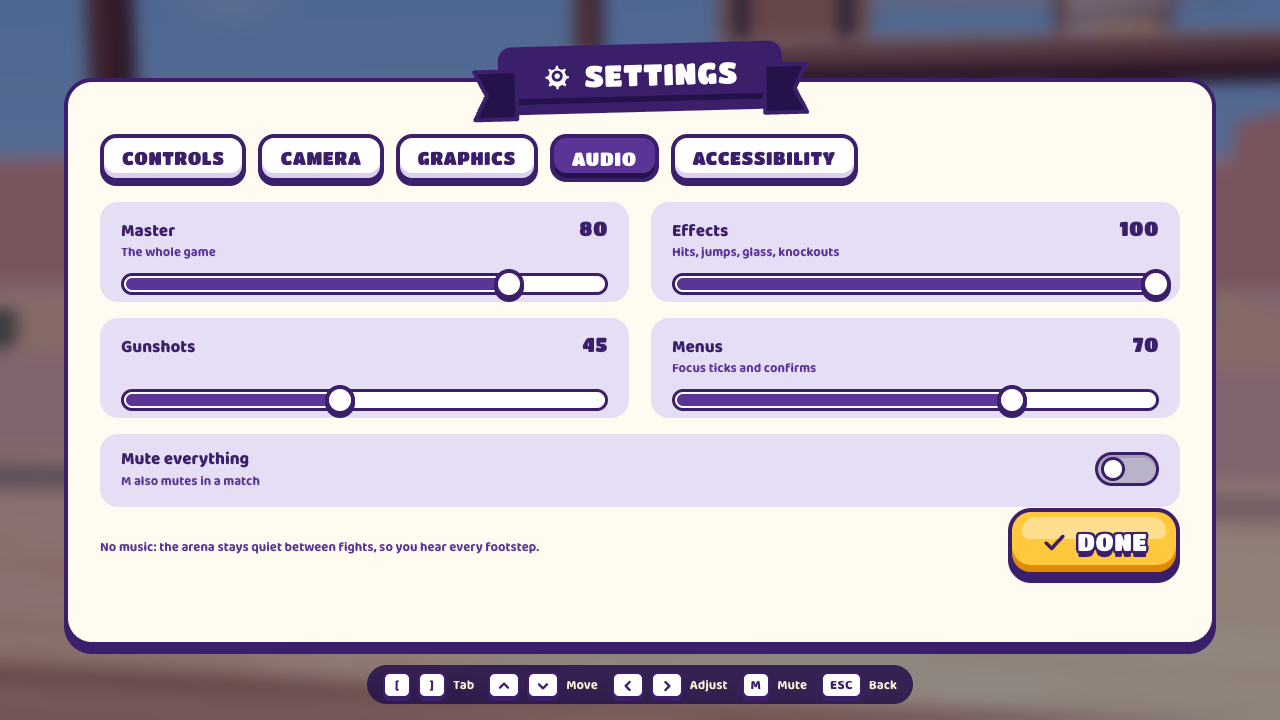 SETTINGS
CONTROLS CAMERA GRAPHICS AUDIO ACCESSIBILITY
Master 80
The whole game
Effects 100
Hits, jumps, glass, knockouts
Gunshots 45
Menus 70
Focus ticks and confirms
Mute everything
M also mutes in a match
No music: the arena stays quiet between fights, so you hear every footstep.
DONE
[ ] Tab Move Adjust M Mute ESC Back